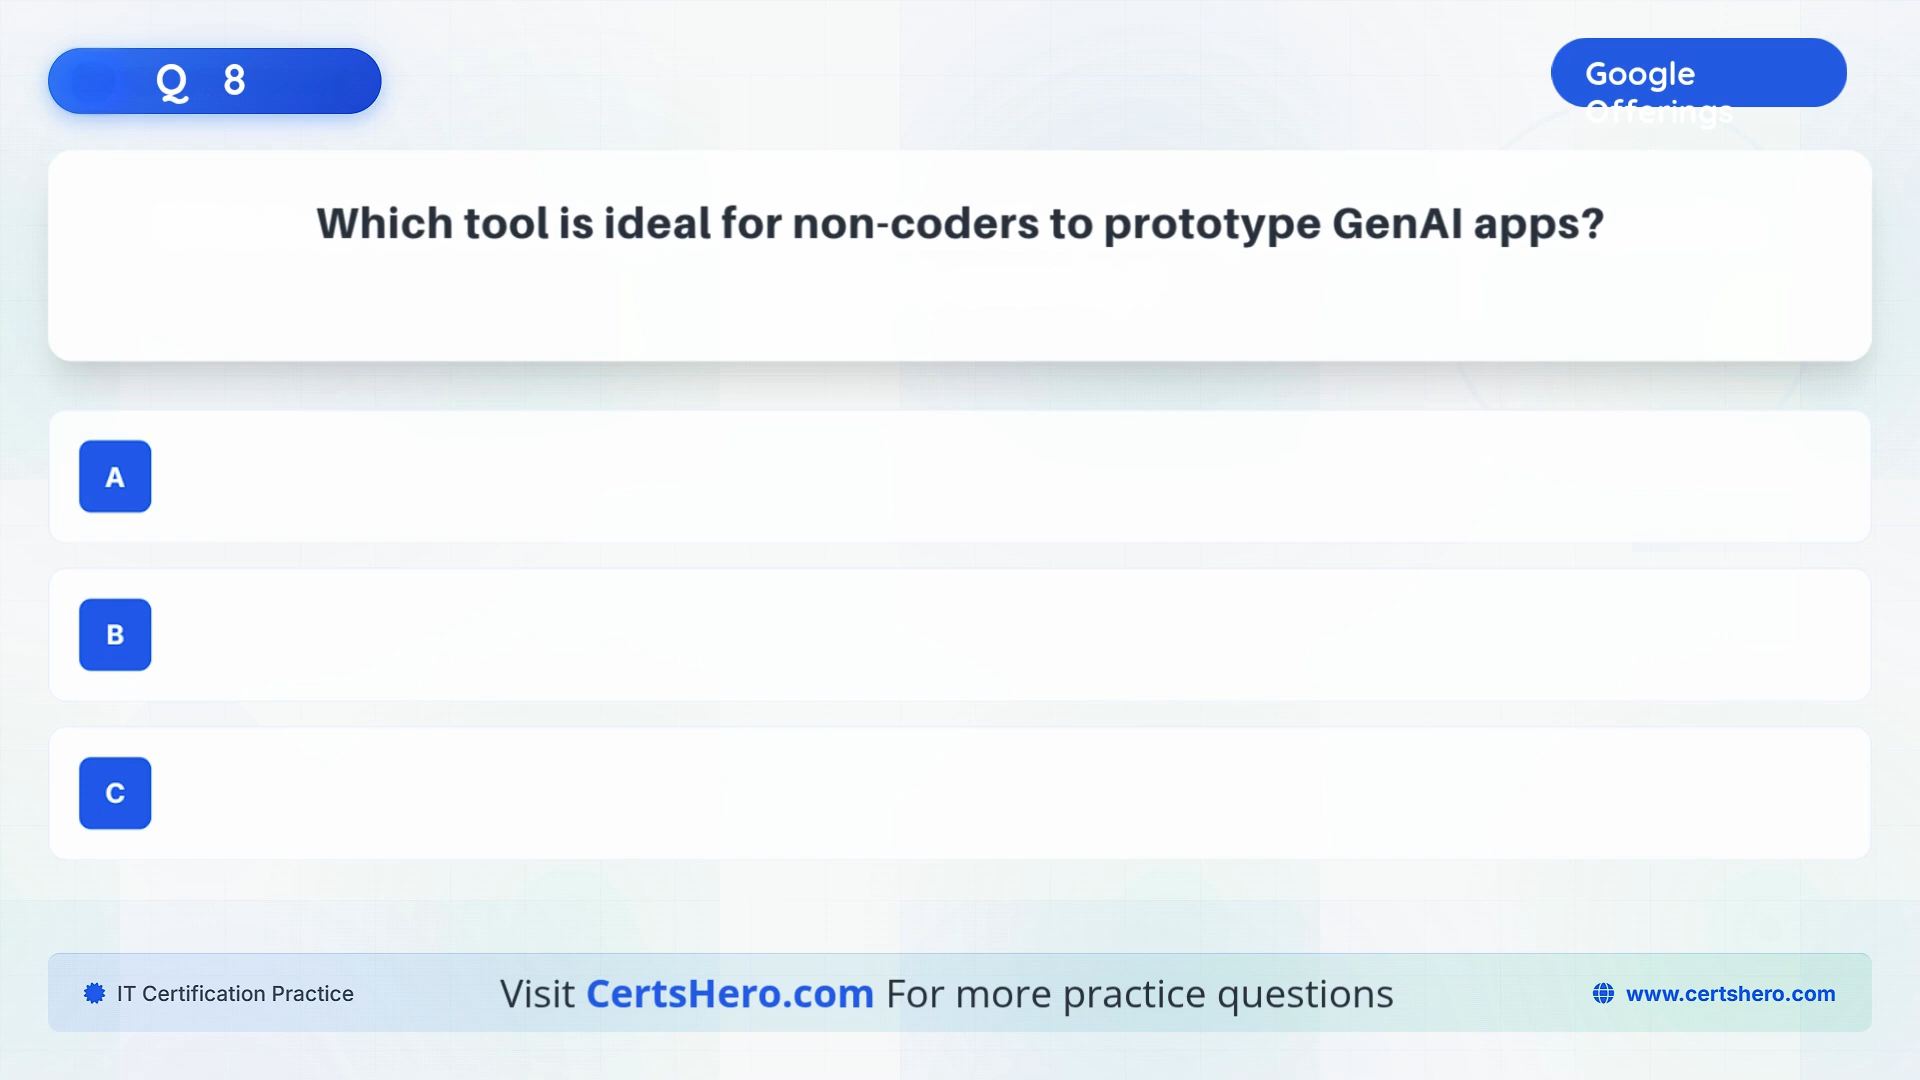 Q 8
Google
Offerings
Which tool is ideal for non-coders to prototype GenAI apps?
A
B
C
IT Certification Practice
Visit CertsHero.com For more practice questions
www.certshero.com